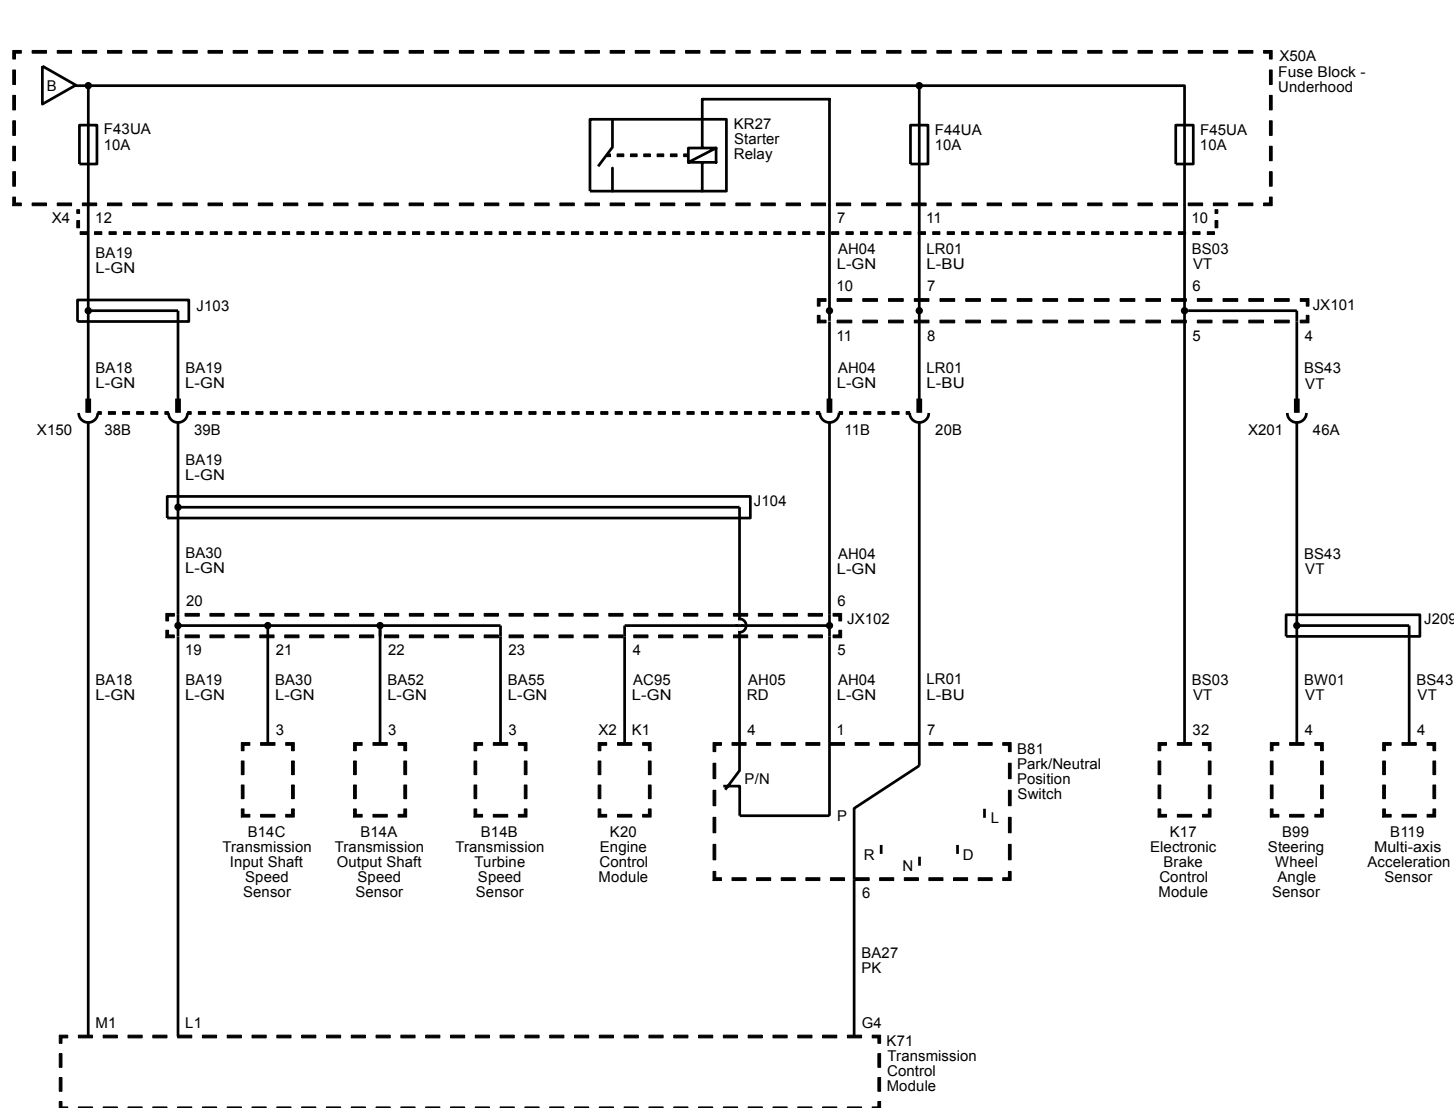 X50A
Fuse Block -
Underhood
B
F43UA
10A
KR27
Starter
Relay
F44UA
10A
F45UA
10A
X4
12
7
11
10
BA19
L-GN
AH04
L-GN
LR01
L-BU
BS03
VT
10
7
6
J103
JX101
11
8
5
4
BA18
L-GN
BA19
L-GN
AH04
L-GN
LR01
L-BU
BS43
VT
X150
38B
39B
11B
20B
X201
46A
BA19
L-GN
J104
BA30
L-GN
AH04
L-GN
BS43
VT
20
6
JX102
J209
19
21
22
23
4
5
BA18
L-GN
BA19
L-GN
BA30
L-GN
BA52
L-GN
BA55
L-GN
AC95
L-GN
AH05
RD
AH04
L-GN
LR01
L-BU
BS03
VT
BW01
VT
BS43
VT
3
3
3
X2
K1
4
1
7
32
4
4
B81
Park/Neutral
Position
Switch
P/N
P
L
R
N
D
B14C
Transmission
Input Shaft
Speed
Sensor
B14A
Transmission
Output Shaft
Speed
Sensor
B14B
Transmission
Turbine
Speed
Sensor
K20
Engine
Control
Module
K17
Electronic
Brake
Control
Module
B99
Steering
Wheel
Angle
Sensor
B119
Multi-axis
Acceleration
Sensor
6
BA27
PK
M1
L1
G4
K71
Transmission
Control
Module